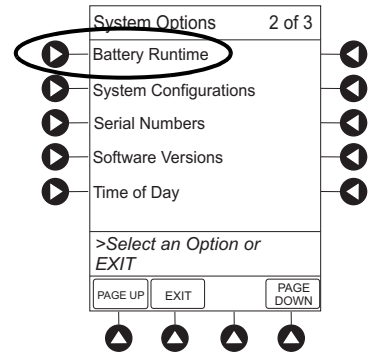 System Options 2 of 3
Battery Runtime
System Configurations
Serial Numbers
Software Versions
Time of Day
>Select an Option or
EXIT
PAGE UP EXIT PAGE
DOWN